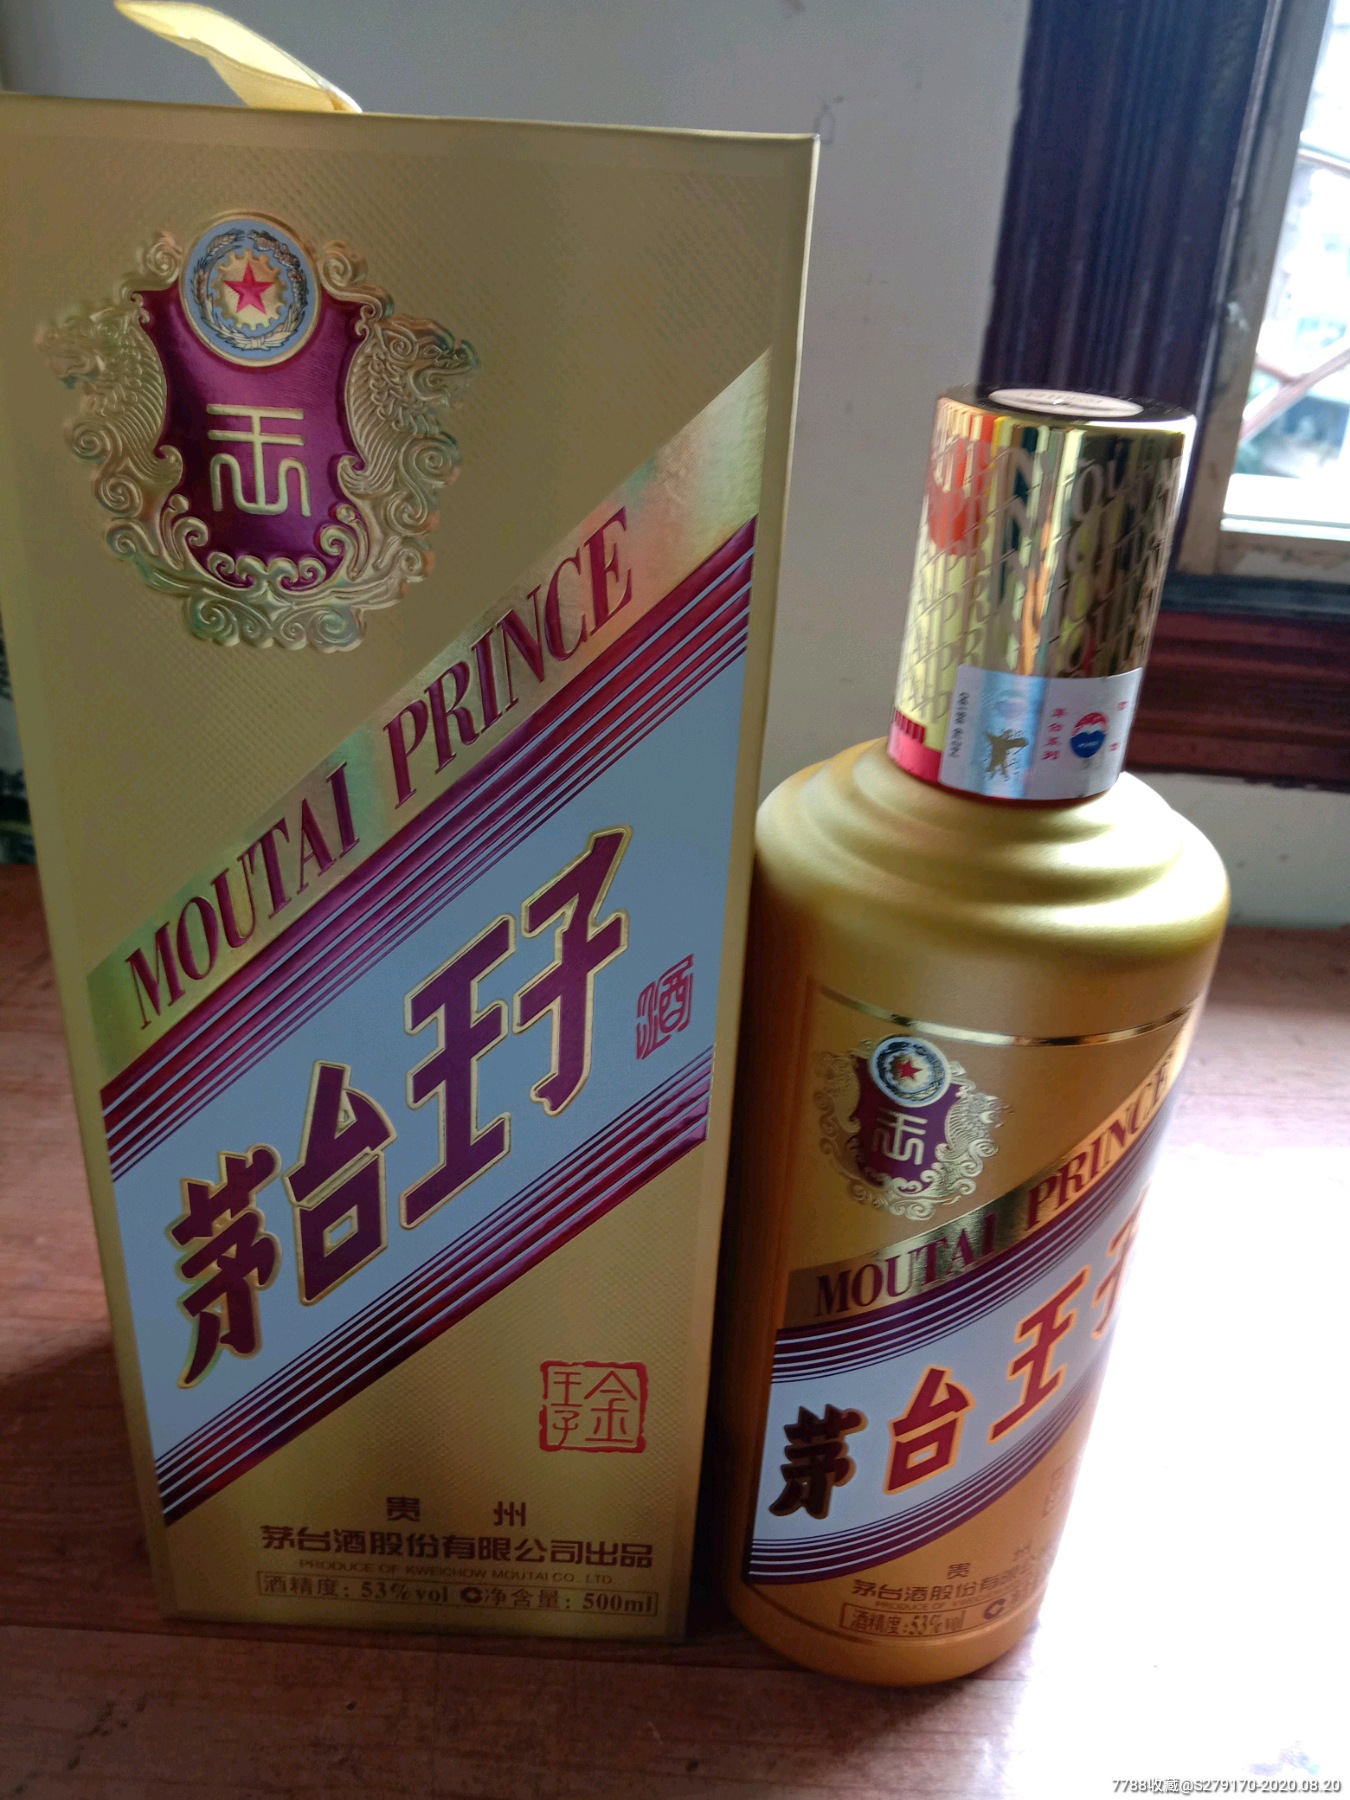 MOUTAI PRINCE
茅台王子
酒
金
王子
贵 州
茅台酒股份有限公司出品
PRODUCE OF KWEICHOW MOUTAI CO., LTD.
酒精度: 53%vol 净含量: 500ml
MOUTAI PRINCE
茅台王子
贵
茅台酒股份有限
酒精度:53%vol
7788收藏@S279170-2020.08.20